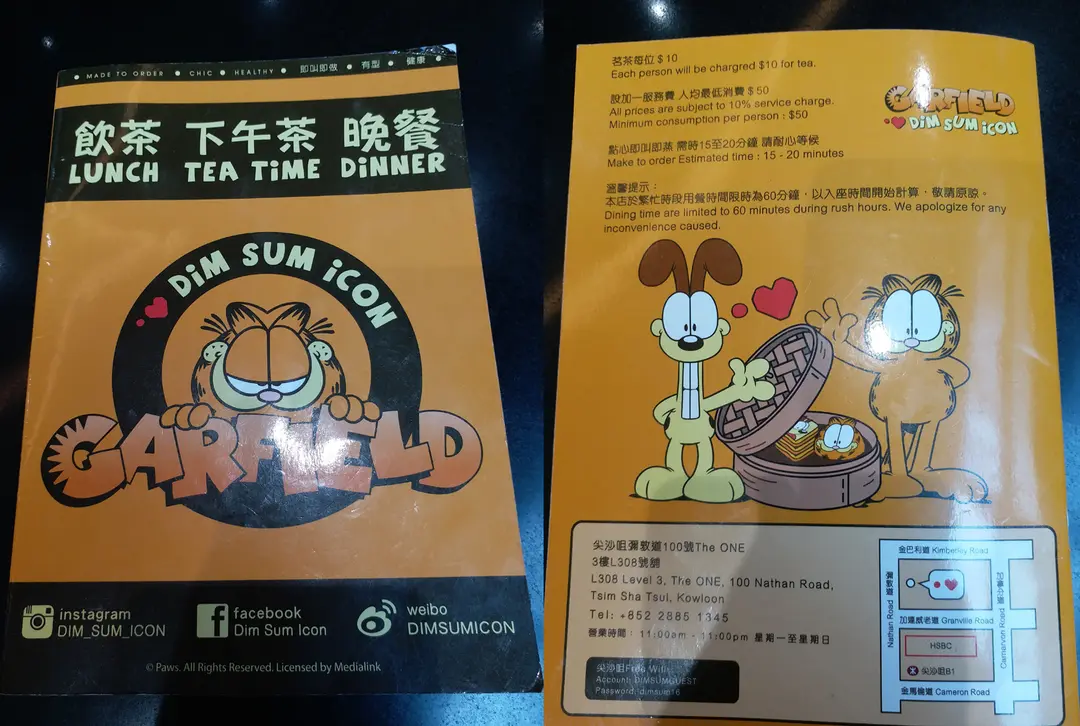 • MADE TO ORDER • CHIC • HEALTHY • 即叫即做 • 有型 • 健康 •
飲茶 下午茶 晚餐
LUNCH TEA TiME DiNNER
DiM SUM iCON
GARFIELD
instagram
DIM_SUM_ICON
facebook
Dim Sum Icon
weibo
DIMSUMICON
© Paws. All Rights Reserved. Licensed by Medialink
茗茶每位 $ 10
Each person will be chargred $10 for tea.
設加一服務費 人均最低消費 $ 50
All prices are subject to 10% service charge.
Minimum consumption per person : $50
點心即叫即蒸 需時15至20分鐘 請耐心等候
Make to order Estimated time : 15 - 20 minutes
溫馨提示 :
本店於繁忙時段用餐時間限時為60分鐘，以入座時間開始計算，敬請原諒。
Dining time are limited to 60 minutes during rush hours. We apologize for any
inconvenience caused.
GARFIELD
DiM SUM iCON
尖沙咀彌敦道100號The ONE
3樓L308號舖
L308 Level 3, The ONE, 100 Nathan Road,
Tsim Sha Tsui, Kowloon
Tel: +852 2885 1345
營業時間: 11:00am - 11:00pm 星期一至星期日
尖沙咀Free Wifi:
Account: DIMSUMGUEST
Password: dimsum16
金巴利道 Kimberley Road
彌敦道 Nathan Road
加拿分道 Carnarvon Road
加連威老道 Granville Road
HSBC
尖沙咀B1
金馬倫道 Cameron Road